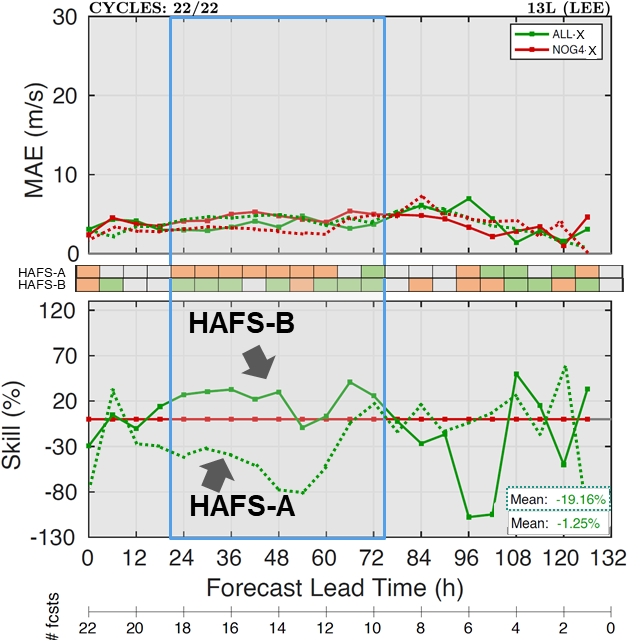 CYCLES: 22/22 13L (LEE)
30
ALL-X
NOG4-X
20
10
0
MAE (m/s)
HAFS-A
HAFS-B
120
70
20
-30
-80
-130
Skill (%)
HAFS-B
HAFS-A
Mean: -19.16%
Mean: -1.25%
0 12 24 36 48 60 72 84 96 108 120 132
Forecast Lead Time (h)
# fcsts
22 20 18 16 14 12 10 8 6 4 2 0